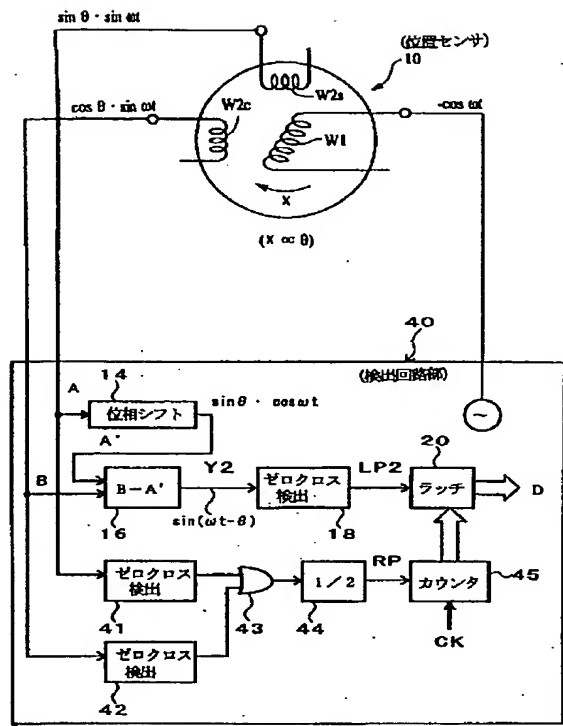 sin θ · sin ωt
(位置センサ)
10
W2s
cos θ · sin ωt
W2c
-cos ωt
W1
X
(X ∝ θ)
40
(検出回路部)
14
A
位相シフト
sinθ · cosωt
A'
~
20
B
B－A'
Y2
ゼロクロス
検出
LP2
ラッチ
D
16
sin(ωt-θ)
18
ゼロクロス
検出
1／2
RP
カウンタ
45
41
43
44
ゼロクロス
検出
CK
42